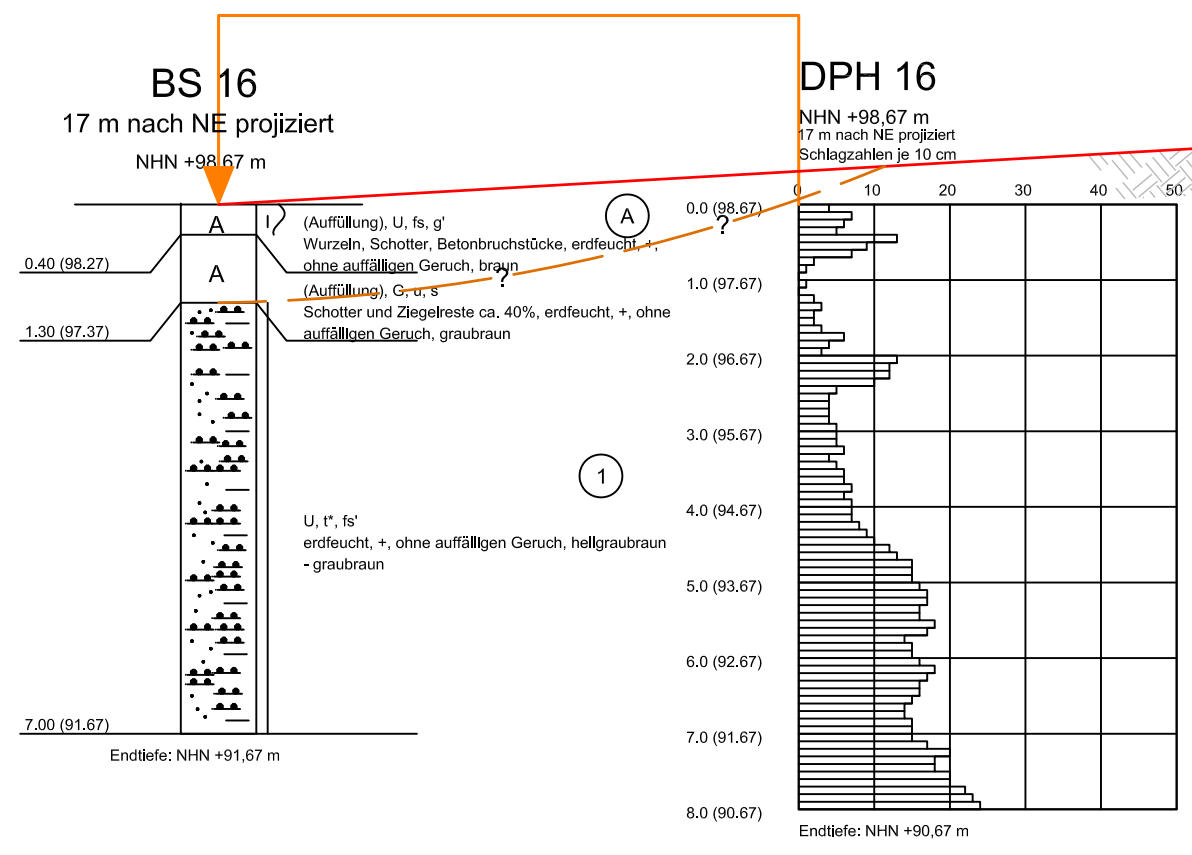 BS 16
17 m nach NE projiziert
NHN +98,67 m
A
A
0.40 (98.27)
1.30 (97.37)
7.00 (91.67)
(Auffüllung), U, fs, g'
Wurzeln, Schotter, Betonbruchstücke, erdfeucht, +,
ohne auffälligen Geruch, braun
(Auffüllung), G, u, s
Schotter und Ziegelreste ca. 40%, erdfeucht, +, ohne
auffälligen Geruch, graubraun
U, t*, fs'
erdfeucht, +, ohne auffälligen Geruch, hellgraubraun
- graubraun
Endtiefe: NHN +91,67 m
A
?
?
1
DPH 16
NHN +98,67 m
17 m nach NE projiziert
Schlagzahlen je 10 cm
0 10 20 30 40 50
0.0 (98.67)
1.0 (97.67)
2.0 (96.67)
3.0 (95.67)
4.0 (94.67)
5.0 (93.67)
6.0 (92.67)
7.0 (91.67)
8.0 (90.67)
Endtiefe: NHN +90,67 m